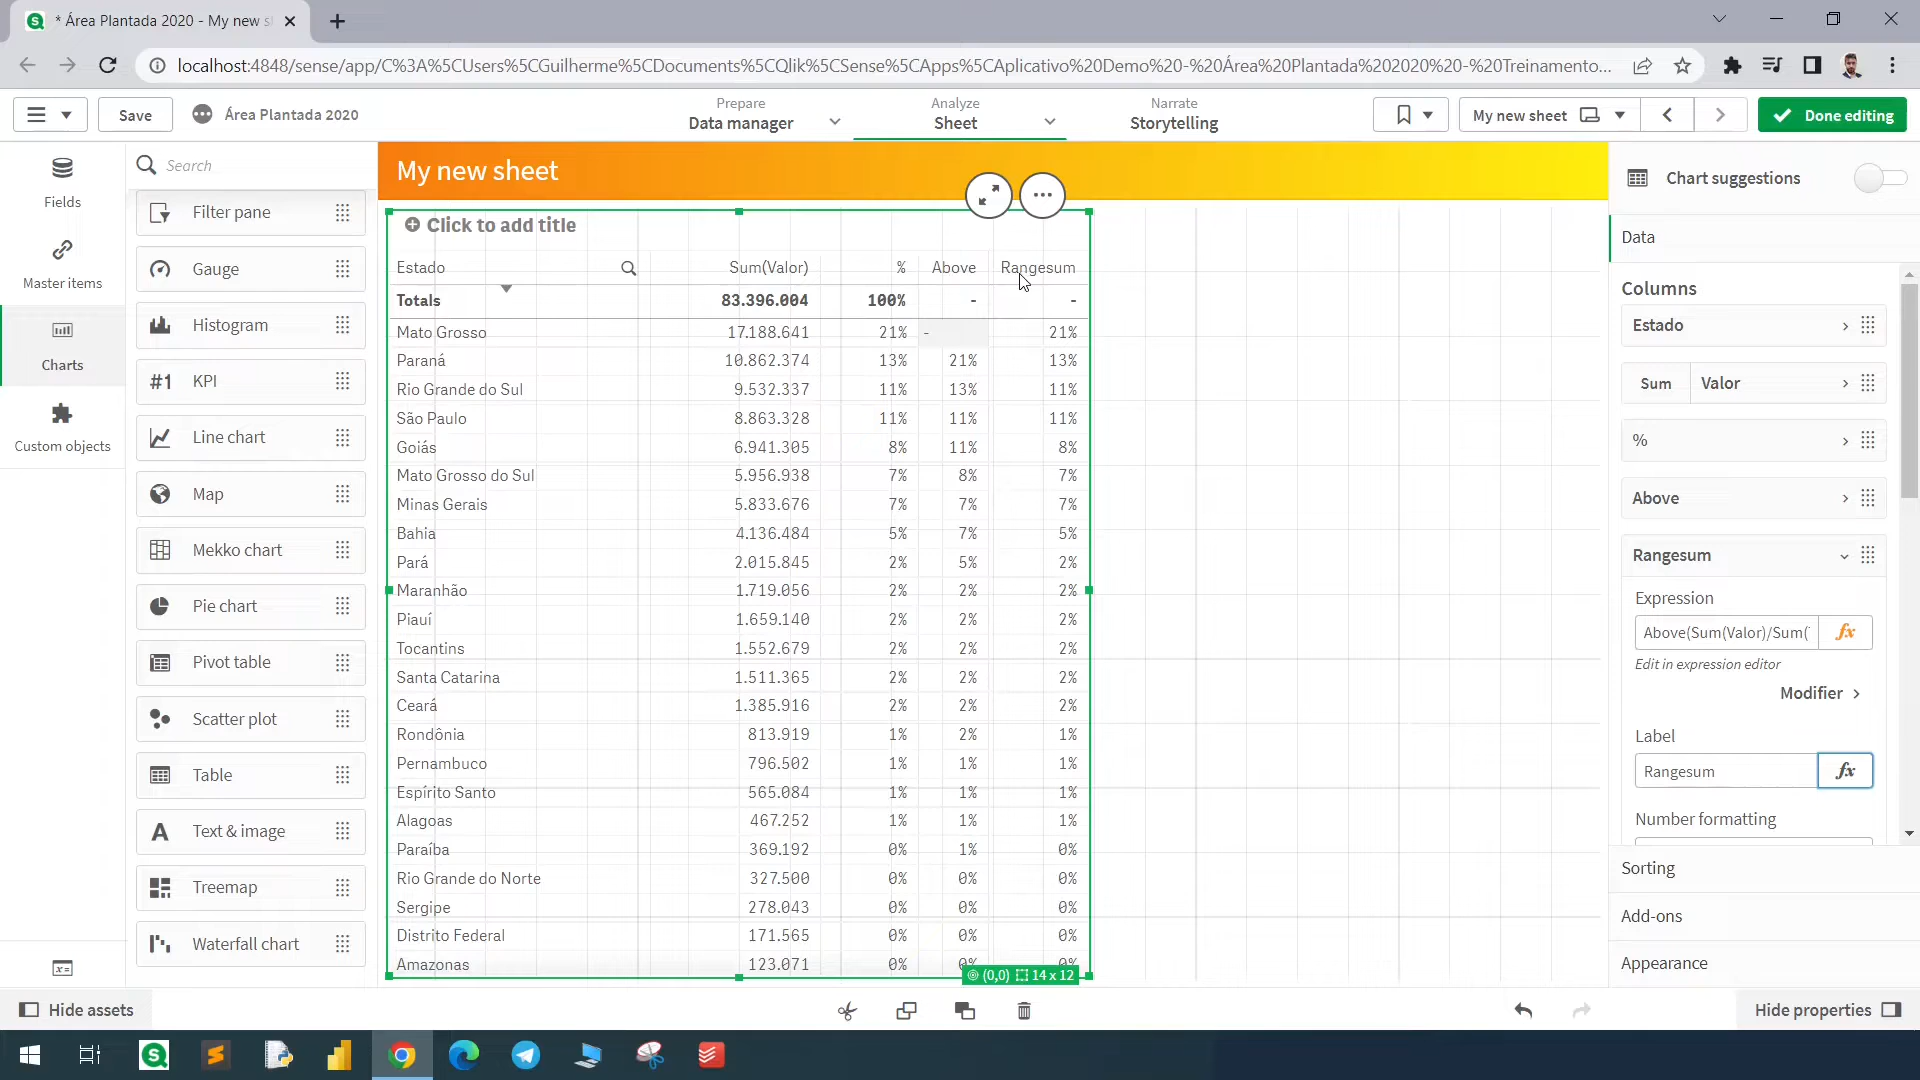 * Área Plantada 2020 - My new s
localhost:4848/sense/app/C%3A%5CUsers%5CGuilherme%5CDocuments%5CQlik%5CSense%5CApps%5CAplicativo%20Demo%20-%20Área%20Plantada%202020%20-%20Treinamento...
Save
Área Plantada 2020
Prepare
Data manager
Analyze
Sheet
Narrate
Storytelling
My new sheet
Done editing
Fields
Master items
Charts
Custom objects
Search
Filter pane
Gauge
Histogram
#1 KPI
Line chart
Map
Mekko chart
Pie chart
Pivot table
Scatter plot
Table
A Text & image
Treemap
Waterfall chart
My new sheet
Click to add title
Estado Sum(Valor) % Above Rangesum
Totals 83.396.004 100% - -
Mato Grosso 17.188.641 21% - 21%
Paraná 10.862.374 13% 21% 13%
Rio Grande do Sul 9.532.337 11% 13% 11%
São Paulo 8.863.328 11% 11% 11%
Goiás 6.941.305 8% 11% 8%
Mato Grosso do Sul 5.956.938 7% 8% 7%
Minas Gerais 5.833.676 7% 7% 7%
Bahia 4.136.484 5% 7% 5%
Pará 2.015.845 2% 5% 2%
Maranhão 1.719.056 2% 2% 2%
Piauí 1.659.140 2% 2% 2%
Tocantins 1.552.679 2% 2% 2%
Santa Catarina 1.511.365 2% 2% 2%
Ceará 1.385.916 2% 2% 2%
Rondônia 813.919 1% 2% 1%
Pernambuco 796.502 1% 1% 1%
Espírito Santo 565.084 1% 1% 1%
Alagoas 467.252 1% 1% 1%
Paraíba 369.192 0% 1% 0%
Rio Grande do Norte 327.500 0% 0% 0%
Sergipe 278.043 0% 0% 0%
Distrito Federal 171.565 0% 0% 0%
Amazonas 123.071 0% 0% 0%
(0,0) 14 x 12
Chart suggestions
Data
Columns
Estado
Sum Valor
%
Above
Rangesum
Expression
Above(Sum(Valor)/Sum( fx
Edit in expression editor
Modifier
Label
Rangesum fx
Number formatting
Sorting
Add-ons
Appearance
Hide assets
Hide properties